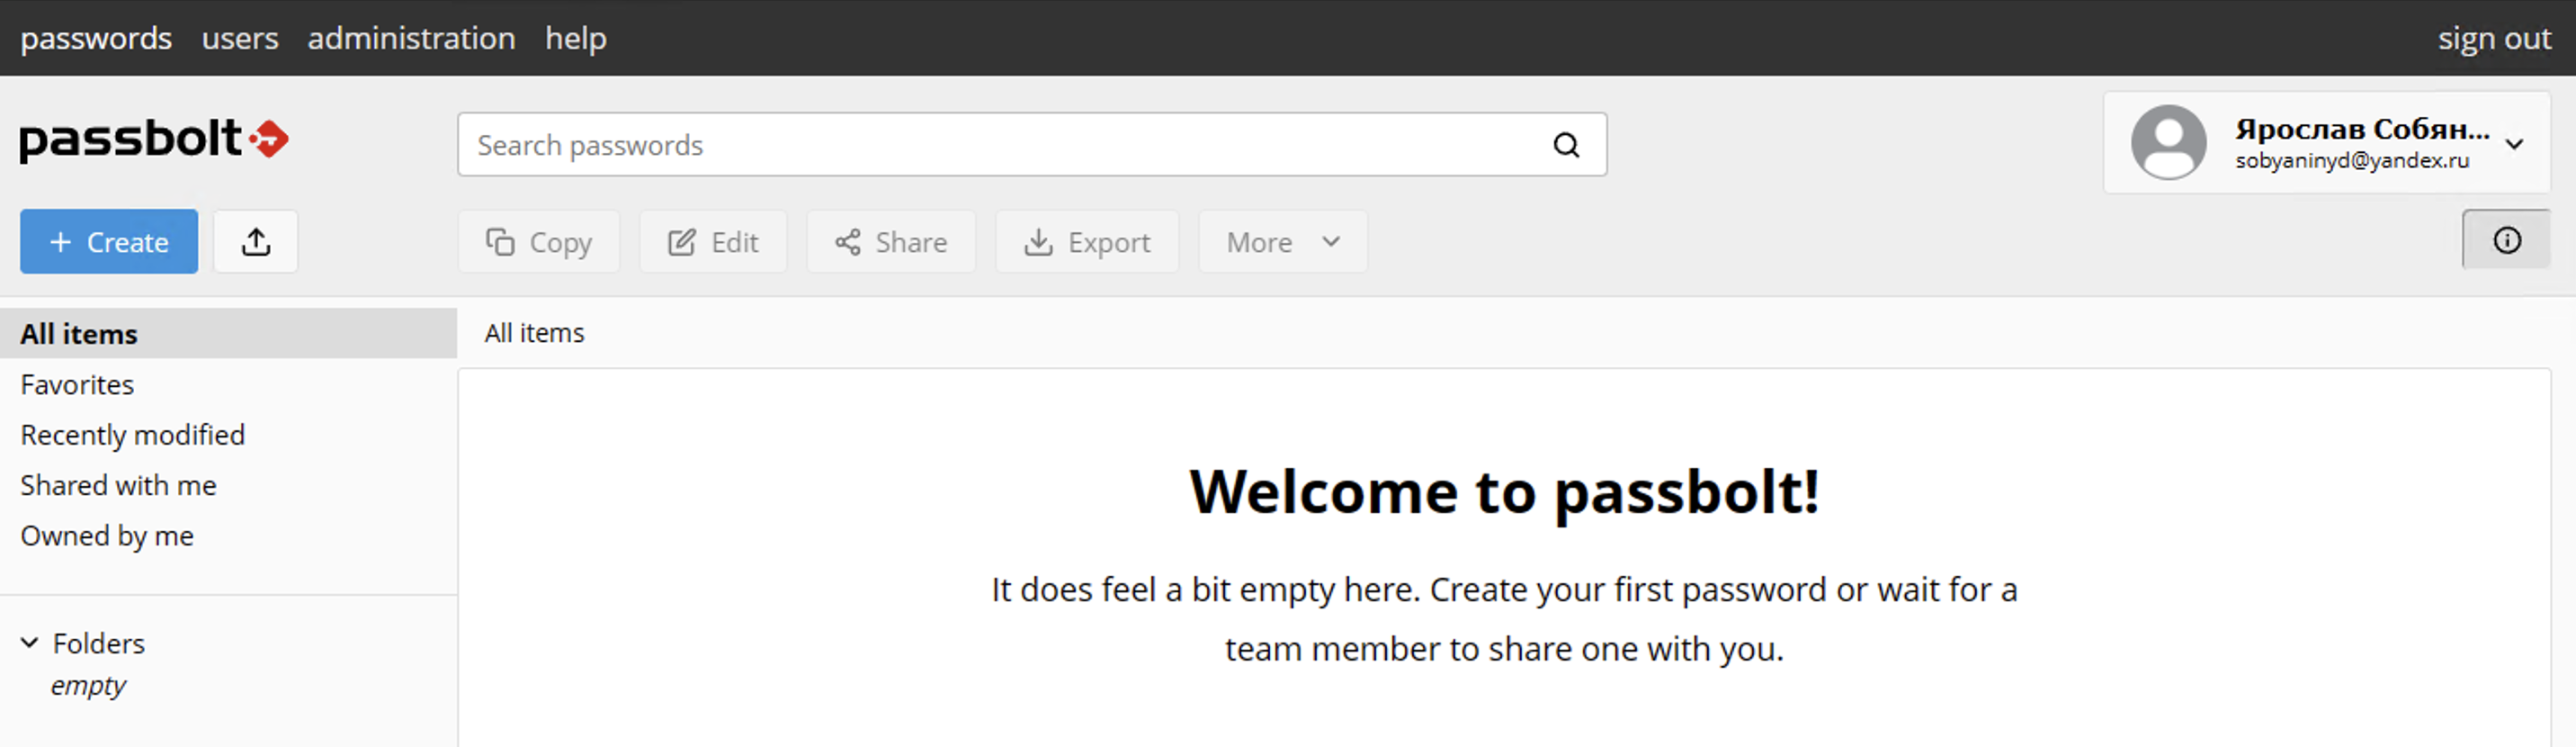 passwords users administration help sign out
passbolt
Search passwords
Ярослав Собян...
sobyaninyd@yandex.ru
+ Create Copy Edit Share Export More
All items
Favorites
Recently modified
Shared with me
Owned by me
Folders
empty
All items
Welcome to passbolt!
It does feel a bit empty here. Create your first password or wait for a
team member to share one with you.